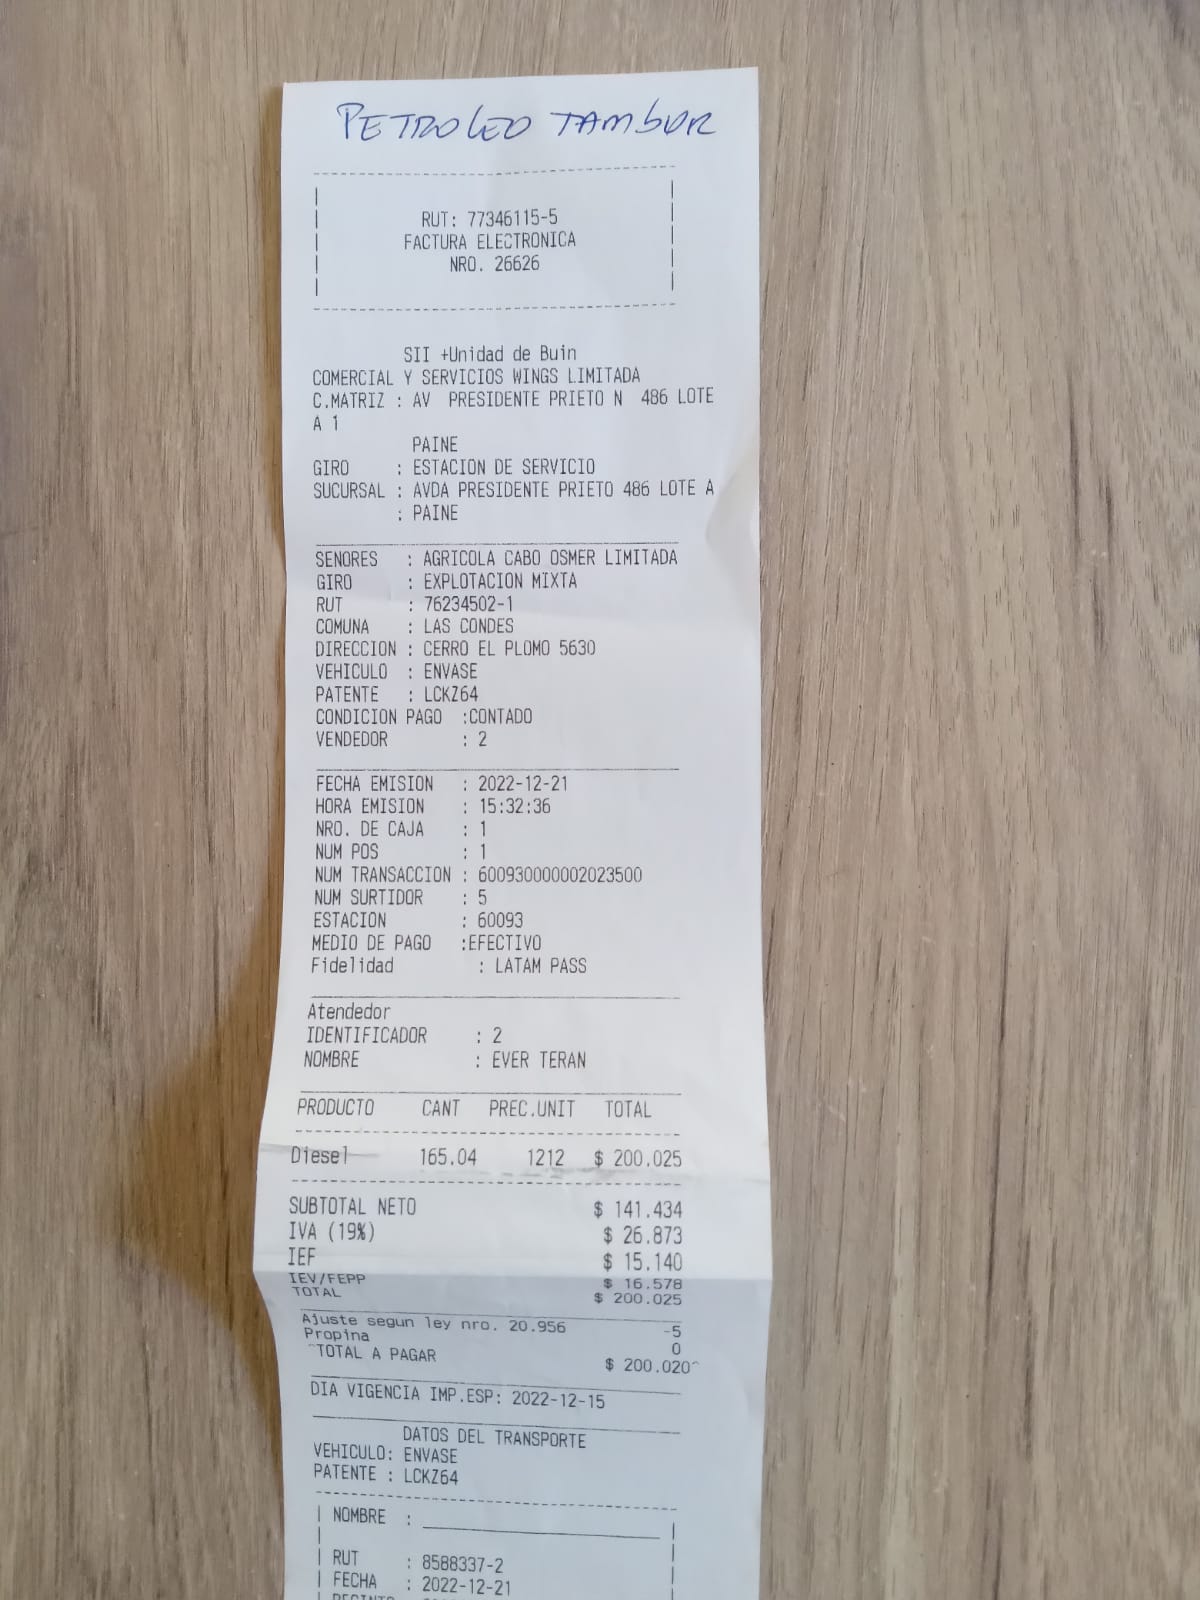 PETROLEO TAMBOR
RUT: 77346115-5
FACTURA ELECTRONICA
NRO. 26626
SII +Unidad de Buin
COMERCIAL Y SERVICIOS WINGS LIMITADA
C.MATRIZ : AV PRESIDENTE PRIETO N 486 LOTE
A 1
PAINE
GIRO : ESTACION DE SERVICIO
SUCURSAL : AVDA PRESIDENTE PRIETO 486 LOTE A
: PAINE
SENORES : AGRICOLA CABO OSMER LIMITADA
GIRO : EXPLOTACION MIXTA
RUT : 76234502-1
COMUNA : LAS CONDES
DIRECCION : CERRO EL PLOMO 5630
VEHICULO : ENVASE
PATENTE : LCKZ64
CONDICION PAGO :CONTADO
VENDEDOR : 2
FECHA EMISION : 2022-12-21
HORA EMISION : 15:32:36
NRO. DE CAJA : 1
NUM POS : 1
NUM TRANSACCION : 600930000002023500
NUM SURTIDOR : 5
ESTACION : 60093
MEDIO DE PAGO :EFECTIVO
Fidelidad : LATAM PASS
Atendedor
IDENTIFICADOR : 2
NOMBRE : EVER TERAN
PRODUCTO CANT PREC.UNIT TOTAL
Diesel 165.04 1212 $ 200.025
SUBTOTAL NETO $ 141.434
IVA (19%) $ 26.873
IEF $ 15.140
IEV/FEPP $ 16.578
TOTAL $ 200.025
Ajuste segun ley nro. 20.956 -5
Propina 0
^TOTAL A PAGAR $ 200.020^
DIA VIGENCIA IMP.ESP: 2022-12-15
DATOS DEL TRANSPORTE
VEHICULO: ENVASE
PATENTE : LCKZ64
NOMBRE :
RUT : 8588337-2
FECHA : 2022-12-21